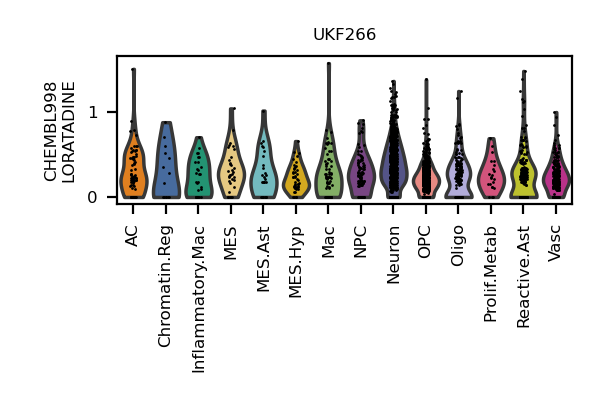 UKF266
CHEMBL998
LORATADINE
1
0
AC
Chromatin.Reg
Inflammatory.Mac
MES
MES.Ast
MES.Hyp
Mac
NPC
Neuron
OPC
Oligo
Prolif.Metab
Reactive.Ast
Vasc